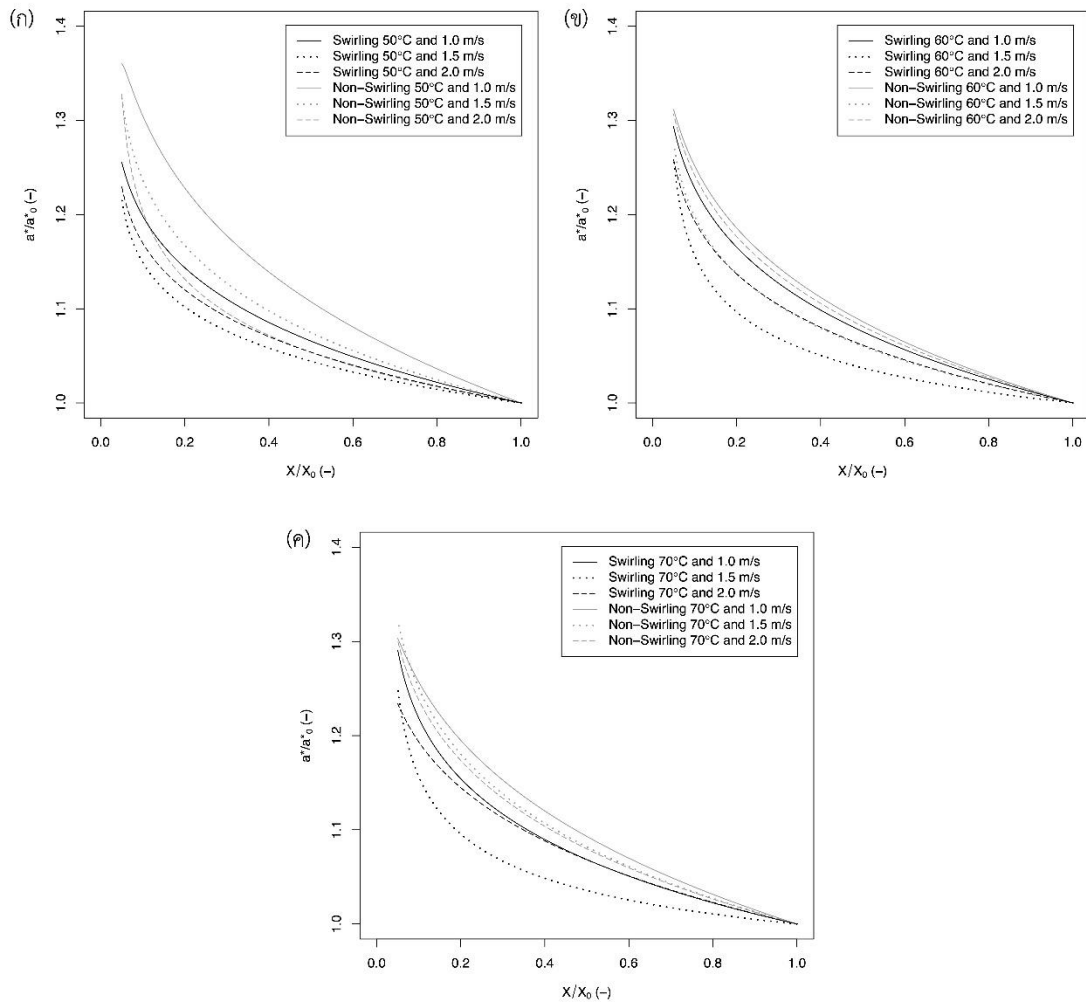 (ก)
1.4
1.3
1.2
1.1
1.0
a*/a*₀ (−)
Swirling 50°C and 1.0 m/s
Swirling 50°C and 1.5 m/s
Swirling 50°C and 2.0 m/s
Non−Swirling 50°C and 1.0 m/s
Non−Swirling 50°C and 1.5 m/s
Non−Swirling 50°C and 2.0 m/s
0.0 0.2 0.4 0.6 0.8 1.0
X/X₀ (−)
(ข)
1.4
1.3
1.2
1.1
1.0
a*/a*₀ (−)
Swirling 60°C and 1.0 m/s
Swirling 60°C and 1.5 m/s
Swirling 60°C and 2.0 m/s
Non−Swirling 60°C and 1.0 m/s
Non−Swirling 60°C and 1.5 m/s
Non−Swirling 60°C and 2.0 m/s
0.0 0.2 0.4 0.6 0.8 1.0
X/X₀ (−)
(ค)
1.4
1.3
1.2
1.1
1.0
a*/a*₀ (−)
Swirling 70°C and 1.0 m/s
Swirling 70°C and 1.5 m/s
Swirling 70°C and 2.0 m/s
Non−Swirling 70°C and 1.0 m/s
Non−Swirling 70°C and 1.5 m/s
Non−Swirling 70°C and 2.0 m/s
0.0 0.2 0.4 0.6 0.8 1.0
X/X₀ (−)